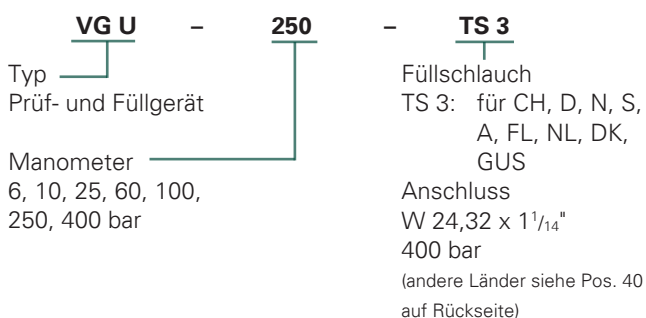 VG U – 250 – TS 3
Typ
Prüf- und Füllgerät
Manometer
6, 10, 25, 60, 100,
250, 400 bar
Füllschlauch
TS 3: für CH, D, N, S,
A, FL, NL, DK,
GUS
Anschluss
W 24,32 x 1 1/14"
400 bar
(andere Länder siehe Pos. 40
auf Rückseite)